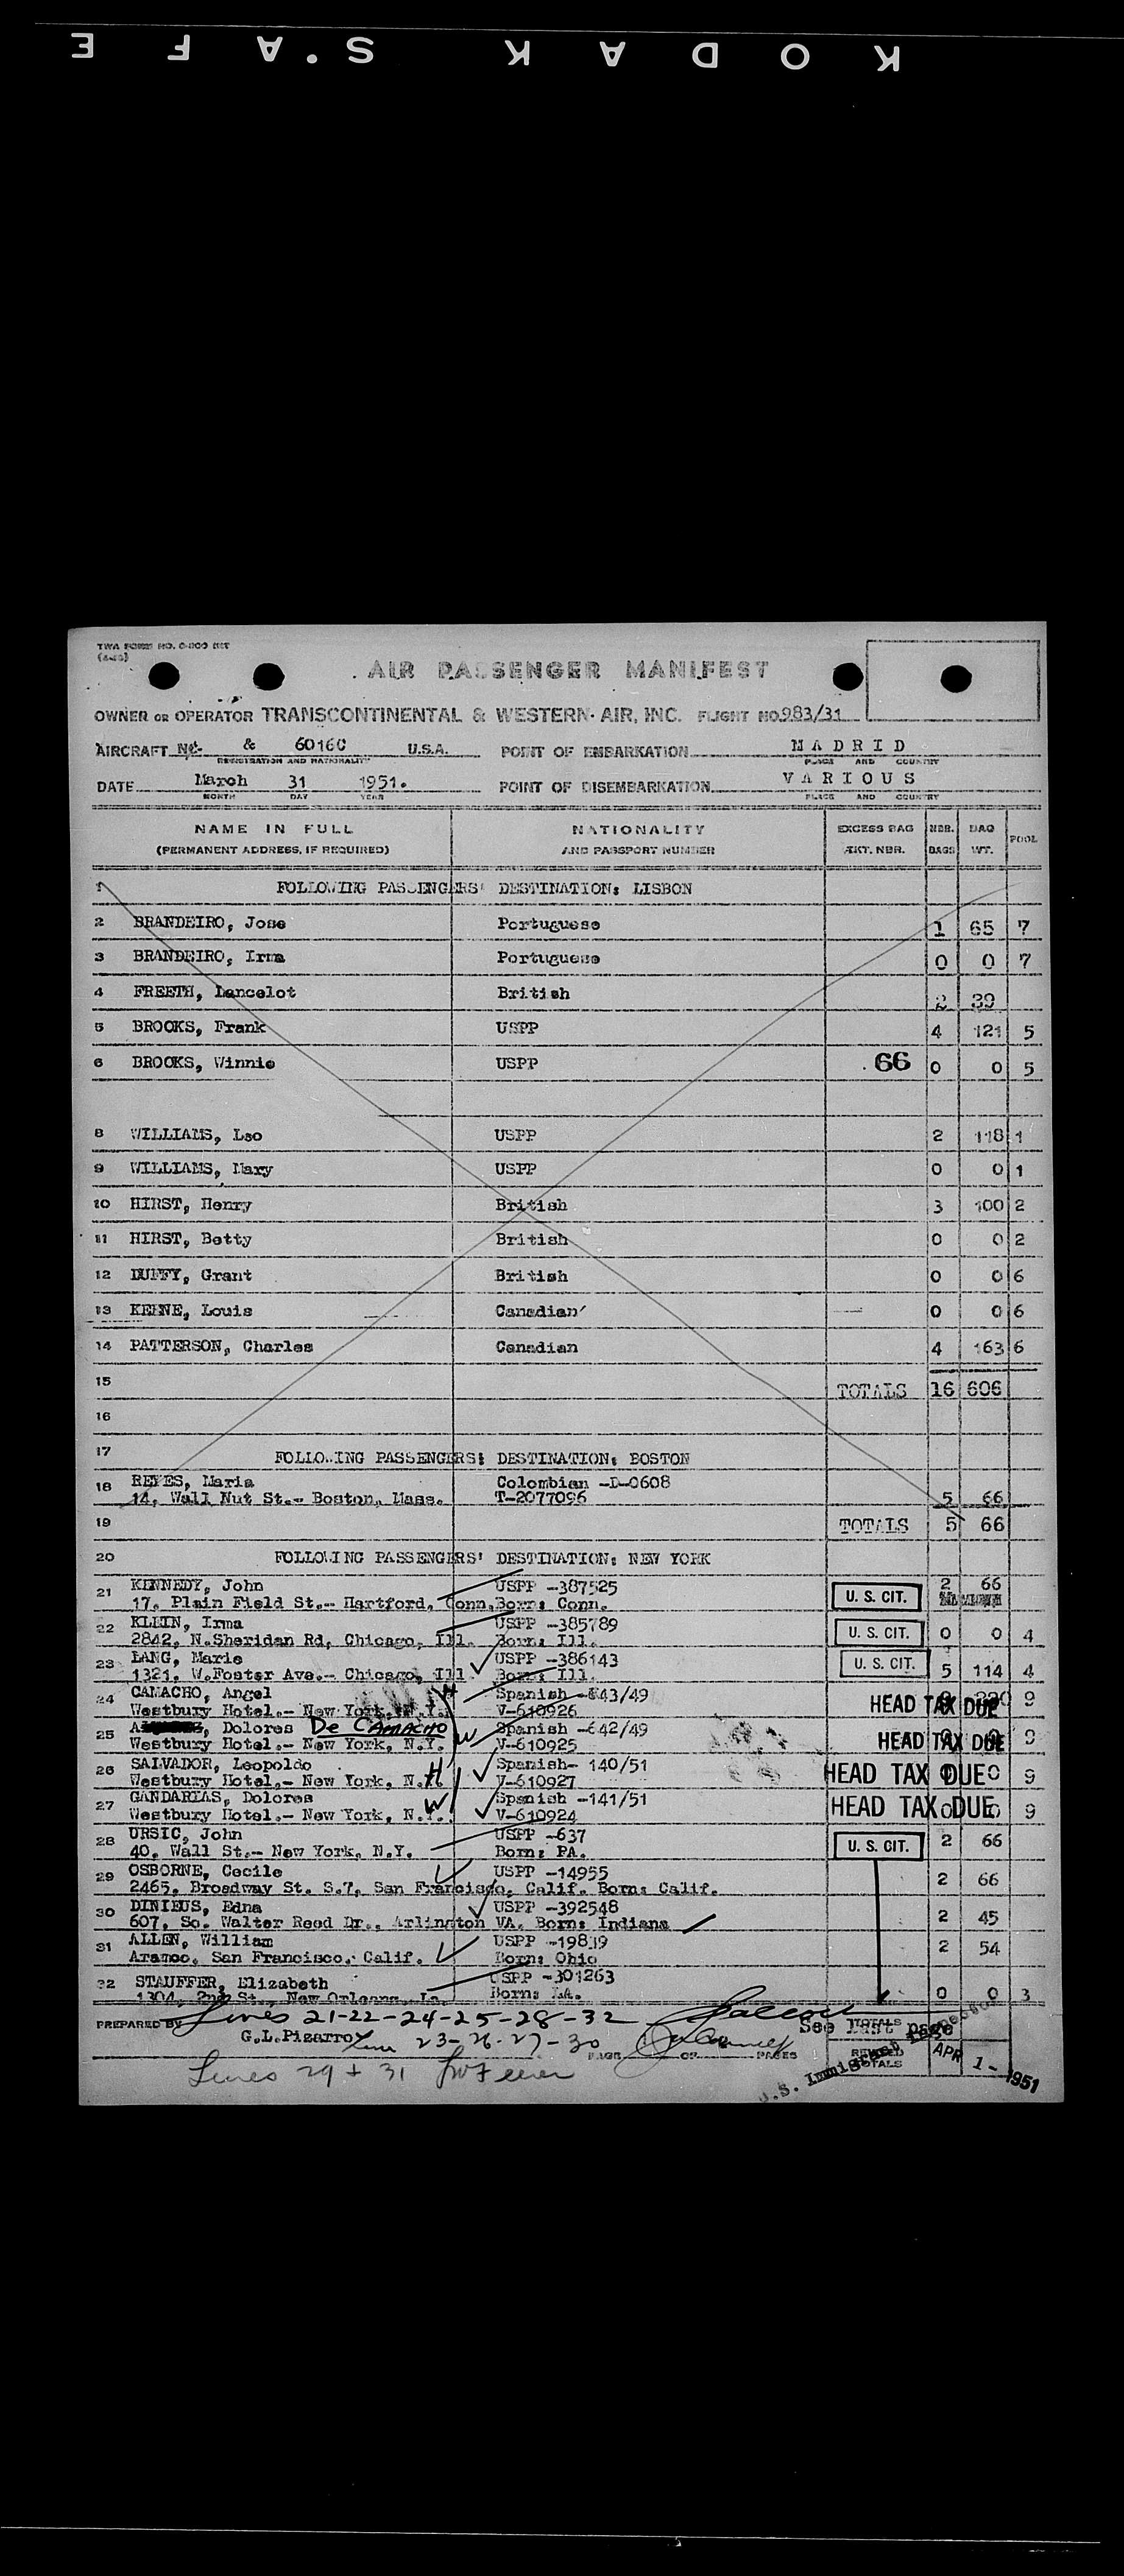 KODAK S.AFE
TWA FORM NO.
AIR PASSENGER MANIFEST
OWNER OR OPERATOR TRANSCONTINENTAL & WESTERN AIR, INC. FLIGHT NO. 983/31
AIRCRAFT NC. & 6016C U.S.A. POINT OF EMBARKATION MADRID
REGISTRATION AND NATIONALITY PLACE AND COUNTRY
DATE March 31 1951. POINT OF DISEMBARKATION VARIOUS
MONTH DAY YEAR PLACE AND COUNTRY
NAME IN FULL NATIONALITY EXCESS BAG NBR. BAG POOL
(PERMANENT ADDRESS, IF REQUIRED) AND PASSPORT NUMBER TKT. NBR. BAGS WT.
1 FOLLOWING PASSENGERS' DESTINATION: LISBON
2 BRANDEIRO, Jose Portuguese 1 65 7
3 BRANDEIRO, Irma Portuguese 0 0 7
4 FREETH, Lancelot British 2 39
5 BROOKS, Frank USPP 4 121 5
6 BROOKS, Winnie USPP 66 0 0 5
8 WILLIAMS, Leo USPP 2 118 1
9 WILLIAMS, Mary USPP 0 0 1
10 HIRST, Henry British 3 100 2
11 HIRST, Betty British 0 0 2
12 DUFFY, Grant British 0 0 6
13 KEHNE, Louis Canadian 0 0 6
14 PATTERSON, Charles Canadian 4 163 6
15 TOTALS 16 606
16
17 FOLLOWING PASSENGERS: DESTINATION: BOSTON
18 REYES, Maria Colombian -D-0608
14, Wall Nut St.- Boston, Mass. T-2077096 5 66
19 TOTALS 5 66
20 FOLLOWING PASSENGERS' DESTINATION: NEW YORK
21 KENNEDY, John USPP -387525 U. S. CIT. 2 66
17, Plain Field St.- Hartford, Conn. Born: Conn.
22 KLEIN, Irma USPP -385789 U. S. CIT. 0 0 4
2842, N.Sheridan Rd, Chicago, Ill. Born: Ill.
23 LANG, Marie USPP -386143 U. S. CIT. 5 114 4
1321, W.Foster Ave.- Chicago, Ill Born: Ill.
24 CAMACHO, Angel Spanish -643/49 HEAD TAX DUE 9
Westbury Hotel.- New York, N.Y. V-610926 H
25 Dolores De CAMACHO Spanish -642/49 HEAD TAX DUE 9
Westbury Hotel.- New York, N.Y. W V-610925
26 SALVADOR, Leopoldo Spanish- 140/51 HEAD TAX DUE 0 9
Westbury Hotel,- New York, N.Y. H V-610927
27 GANDARIAS, Dolores Spanish -141/51 HEAD TAX DUE 0 9
Westbury Hotel.- New York, N.Y. W V-610924
28 URSIC, John USPP -637 U. S. CIT. 2 66
40, Wall St.- New York, N.Y. Born: PA.
29 OSBORNE, Cecile USPP -14955 2 66
2465, Broadway St. S.7, San Francisco, Calif. Born: Calif.
30 DINIEUS, Edna USPP -392548 2 45
607, So. Walter Reed Dr., Arlington VA. Born: Indiana
31 ALLEN, William USPP -19839 2 54
Aramco, San Francisco, Calif. Born: Ohio
32 STAUFFER, Elizabeth USPP -301263 0 0 3
1304, 2nd St., New Orleans, La. Born: LA.
PREPARED BY Lines 21-22-24-25-28-32 TOTALS See last page
G.L.Pizarro Line 23-26-27-30 PAGE OF PAGES TOTALS
Lines 29 + 31
U.S. Immigrant Inspector APR 1 - 1951